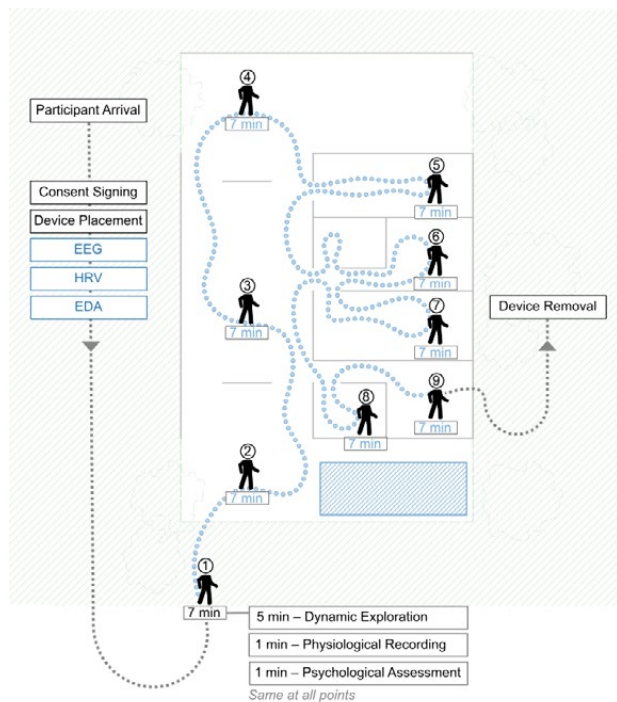 Participant Arrival
Consent Signing
Device Placement
EEG
HRV
EDA
④
7 min
⑤
7 min
⑥
7 min
③
7 min
⑦
7 min
Device Removal
⑧
7 min
⑨
7 min
②
7 min
①
7 min
5 min – Dynamic Exploration
1 min – Physiological Recording
1 min – Psychological Assessment
Same at all points